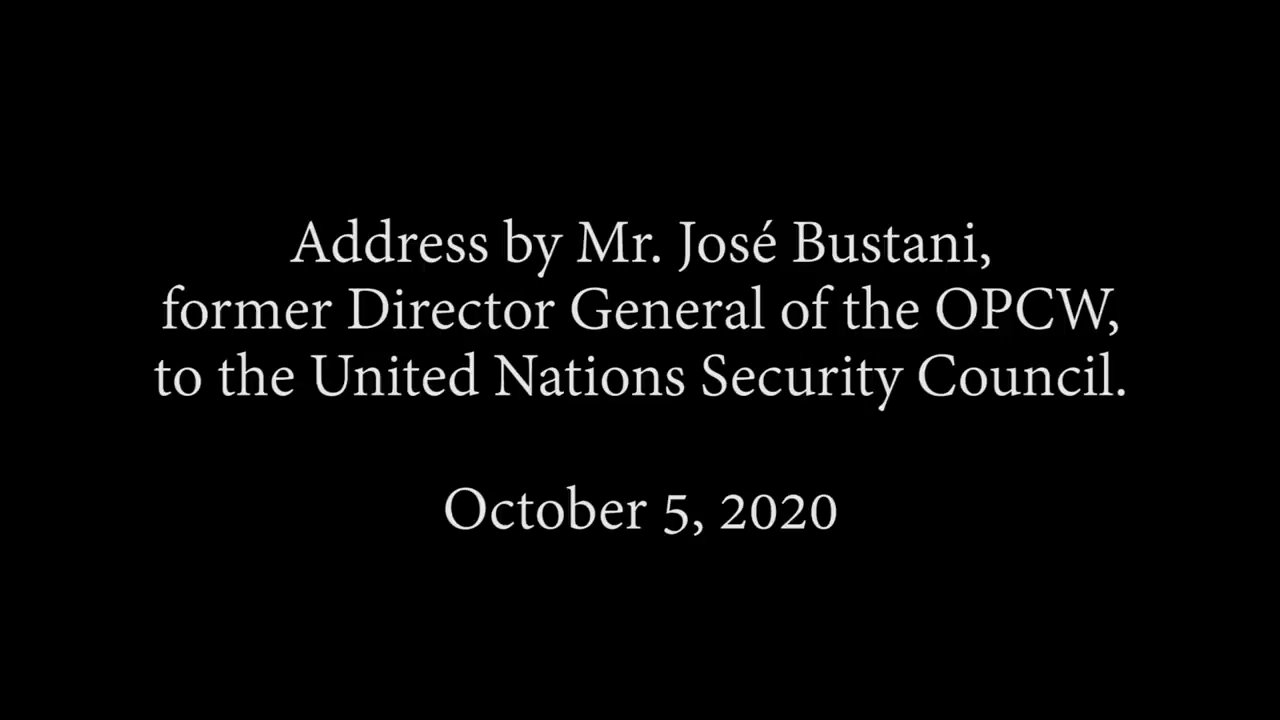 Address by Mr. José Bustani,
former Director General of the OPCW,
to the United Nations Security Council.
October 5, 2020